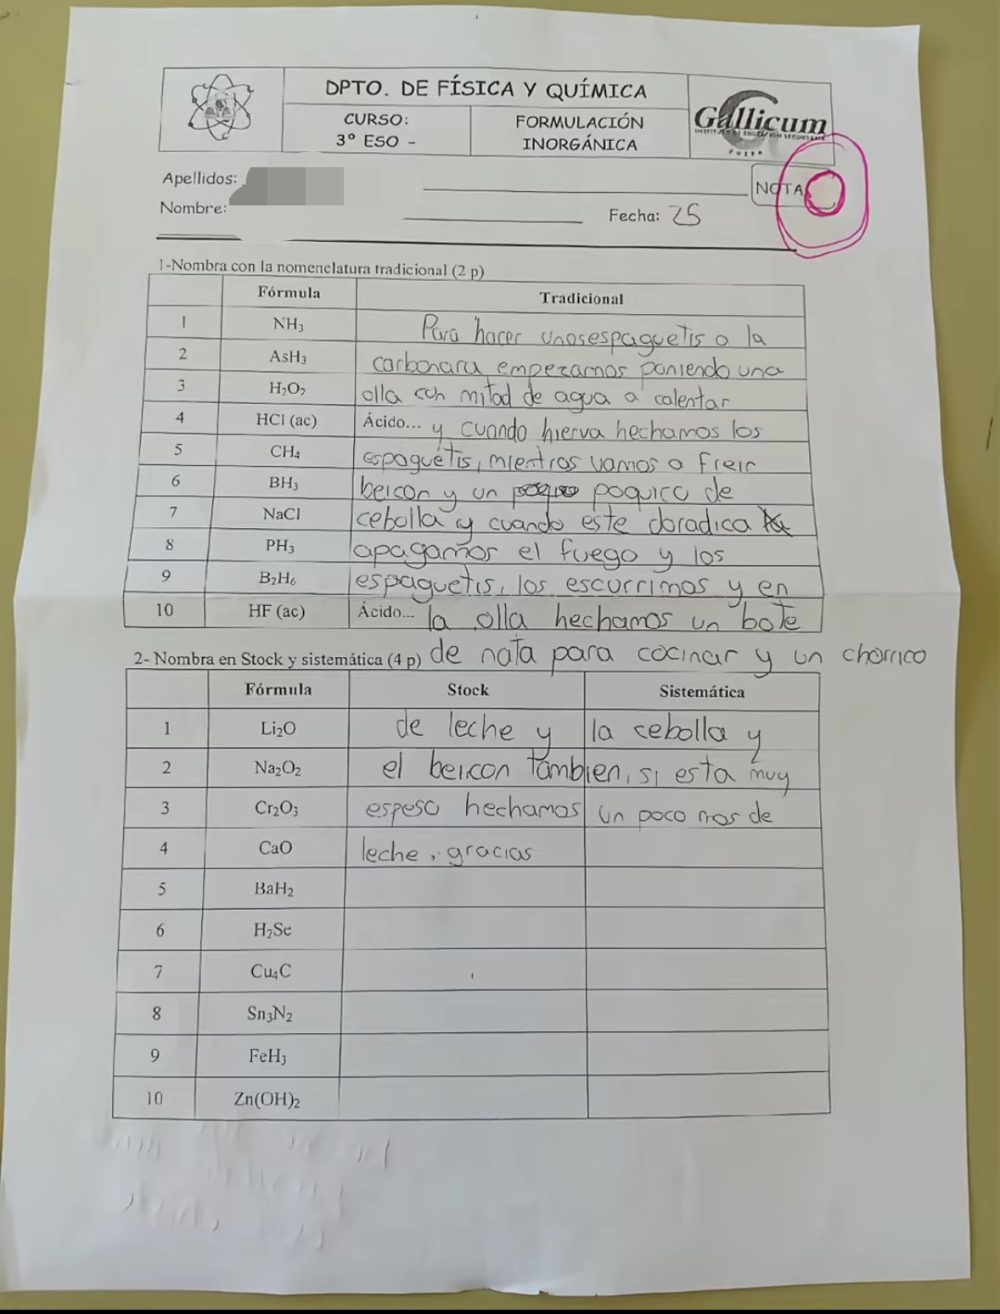 DPTO. DE FÍSICA Y QUÍMICA
CURSO:
3º ESO -
FORMULACIÓN
INORGÁNICA
Gallicum
INSTITUTO DE EDUCACIÓN SECUNDARIA
Apellidos:
NOTA
Nombre:
Fecha: 25
1-Nombra con la nomenclatura tradicional (2 p)
Fórmula Tradicional
1 NH₃ Para hacer unos espaguetis a la
2 AsH₃ carbonara empezamos poniendo una
3 H₂O₂ olla con mitad de agua a calentar
4 HCl (ac) Ácido... y cuando hierva hechamos los
5 CH₄ espaguetis, mientras vamos a freir
6 BH₃ beicon y un poquico de
7 NaCl cebolla y cuando este doradica
8 PH₃ apagamos el fuego y los
9 B₂H₆ espaguetis, los escurrimos y en
10 HF (ac) Ácido... la olla hechamos un bote
2- Nombra en Stock y sistemática (4 p) de nata para cocinar y un chorrico
Fórmula Stock Sistemática
1 Li₂O de leche y la cebolla y
2 Na₂O₂ el beicon tambien, si esta muy
3 Cr₂O₃ espeso hechamos un poco mas de
4 CaO leche, gracias
5 BaH₂
6 H₂Se
7 Cu₄C
8 Sn₃N₂
9 FeH₃
10 Zn(OH)₂